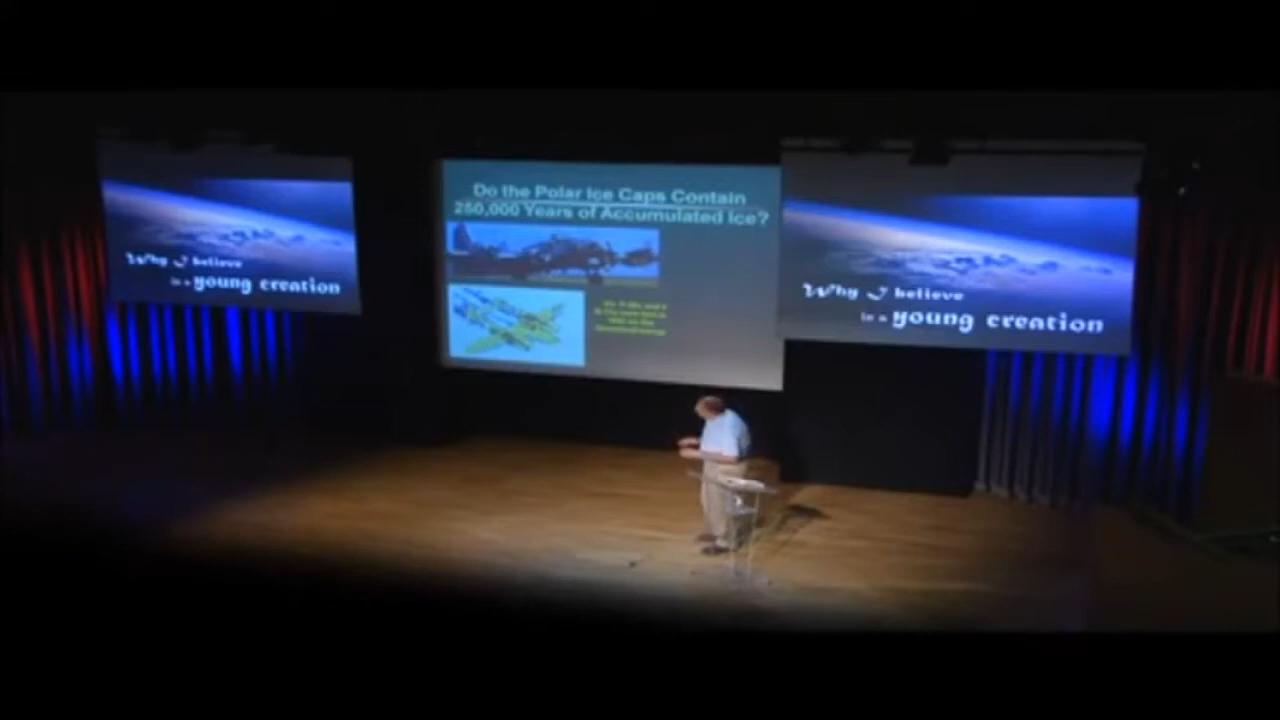 Why I believe
in a young creation
Do the Polar Ice Caps Contain
250,000 Years of Accumulated Ice?
Why I believe
in a young creation